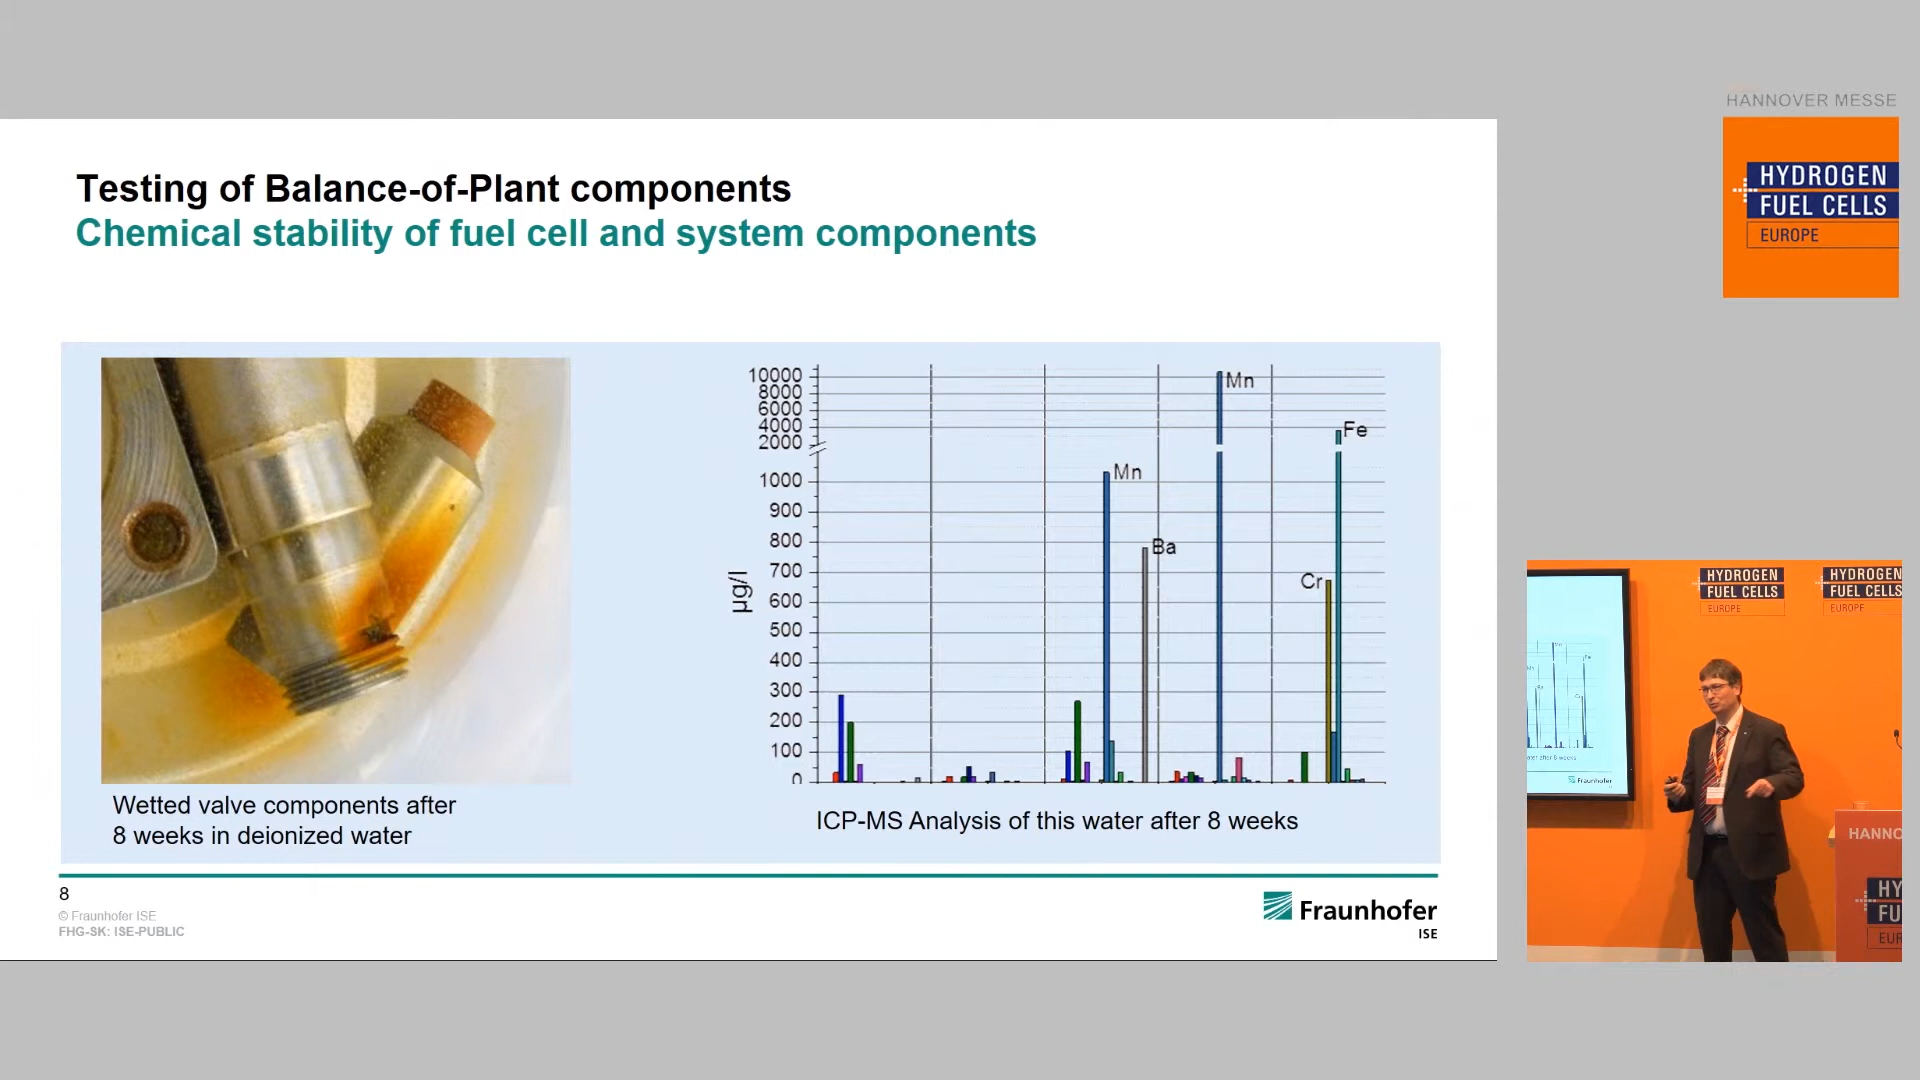 HANNOVER MESSE
HYDROGEN
FUEL CELLS
EUROPE
Testing of Balance-of-Plant components
Chemical stability of fuel cell and system components
10000
8000
6000
4000
2000
1000
900
800
700
600
500
400
300
200
100
0
µg/l
Mn
Ba
Mn
Cr
Fe
Wetted valve components after
8 weeks in deionized water
ICP-MS Analysis of this water after 8 weeks
8
© Fraunhofer ISE
FHG-SK: ISE-PUBLIC
Fraunhofer
ISE
HYDROGEN
FUEL CELLS
EUROPE
HYDROGEN
FUEL CELLS
EUROPE
Fraunhofer
HANNO
HY
FU
EUR